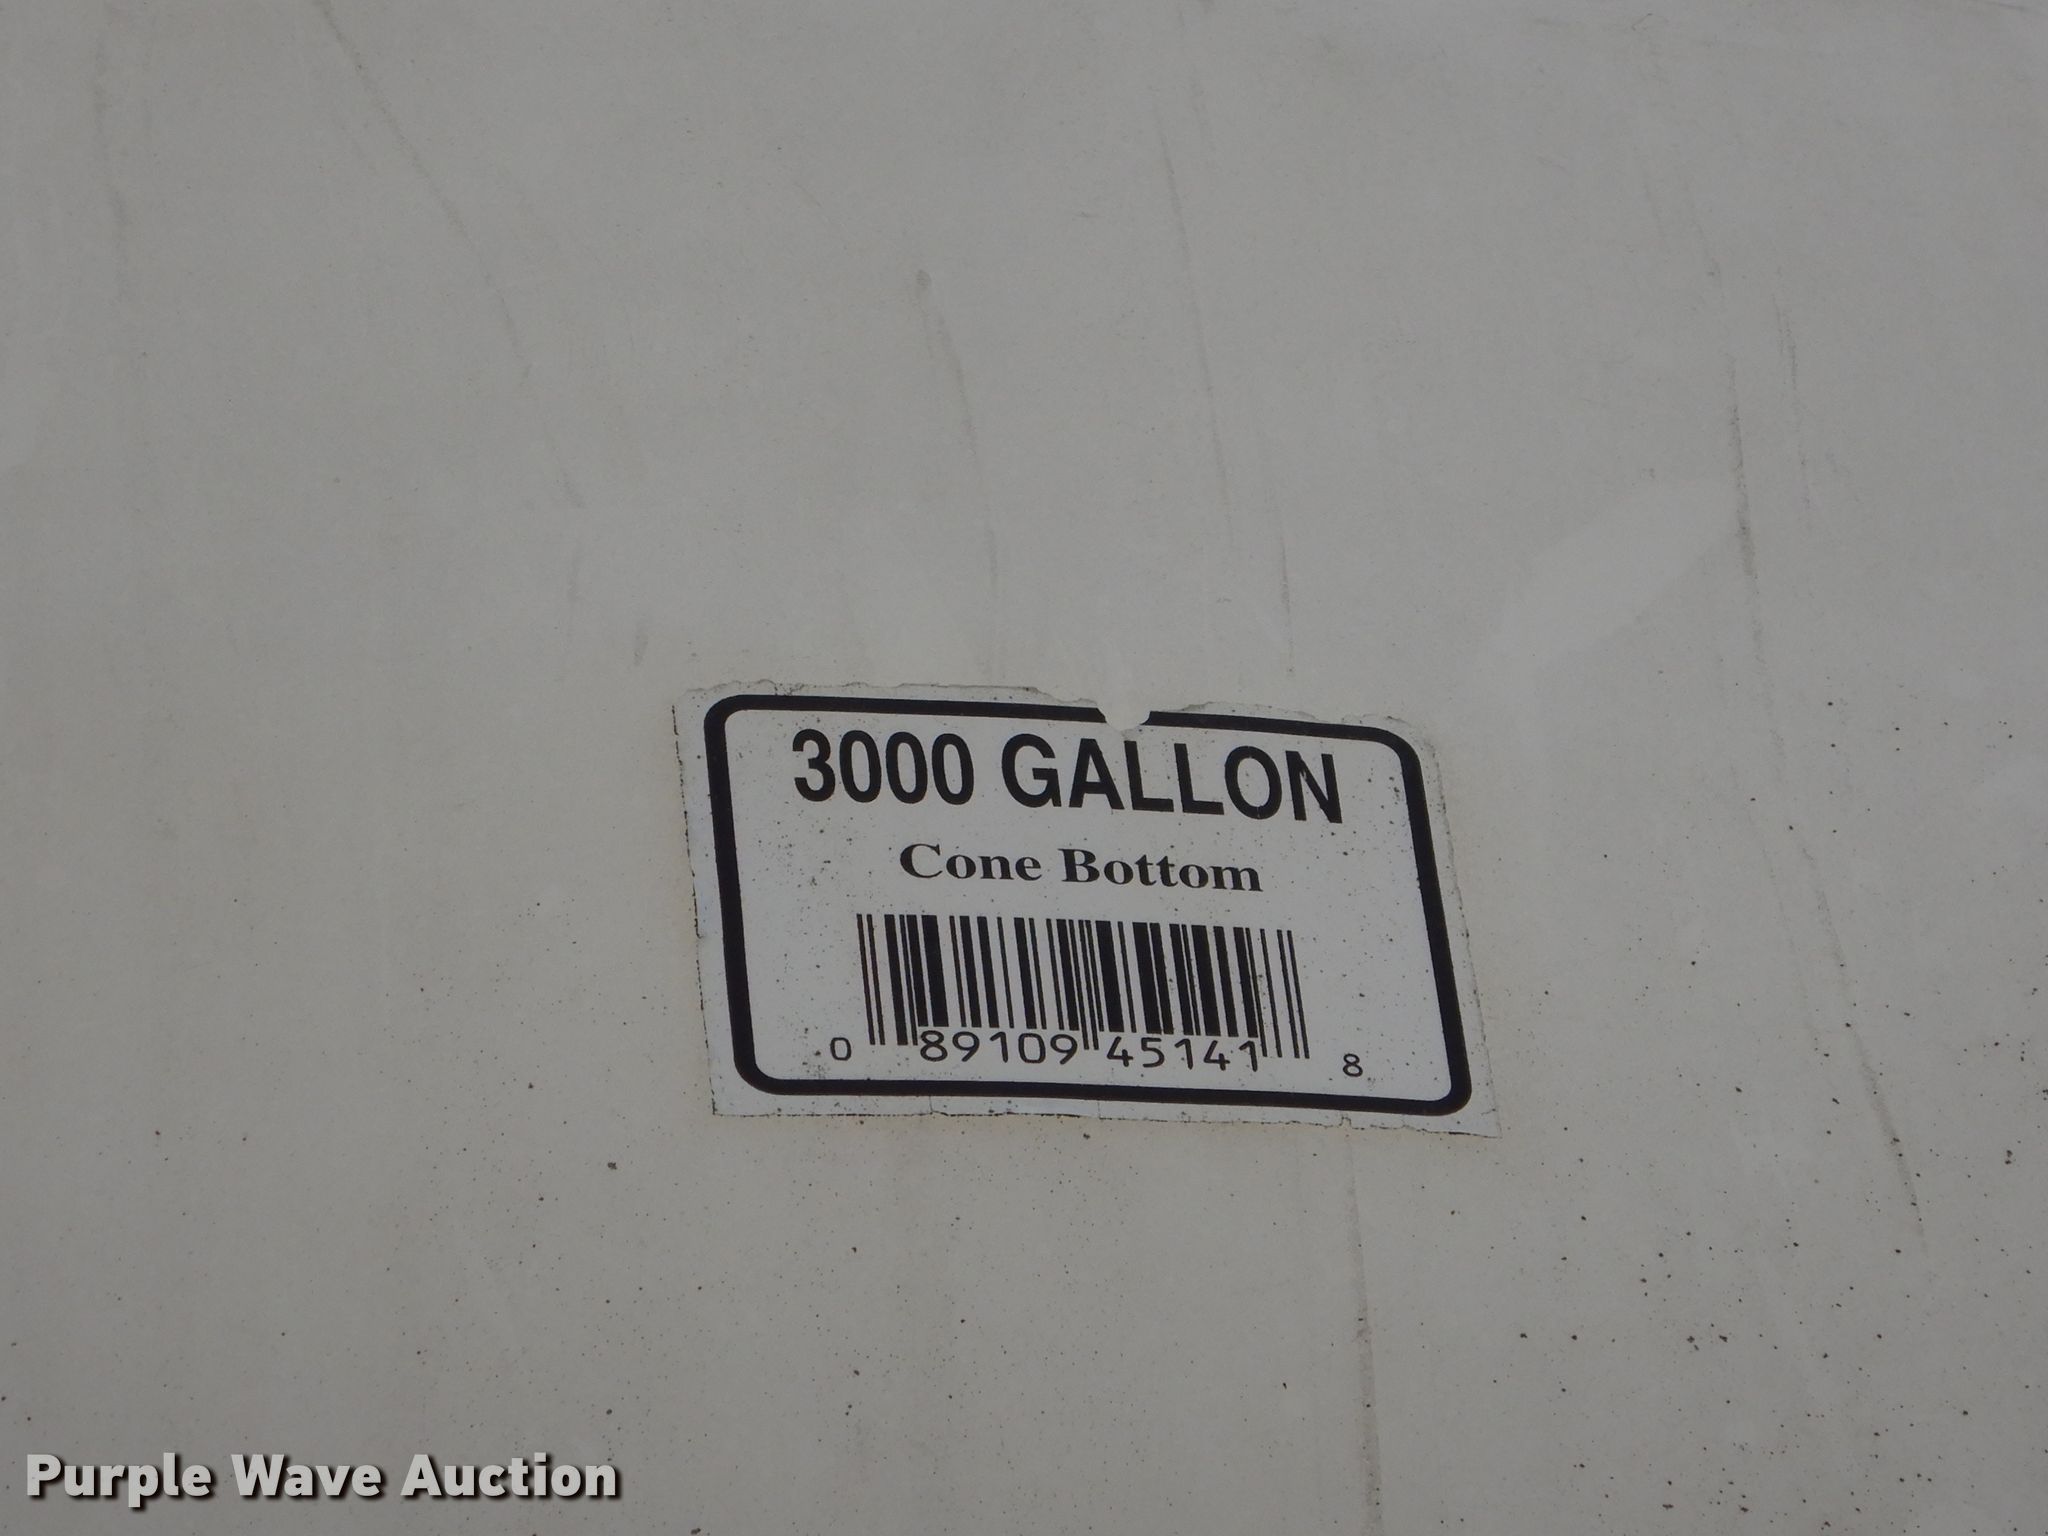 3000 GALLON
Cone Bottom
0 89109 45141 8
Purple Wave Auction